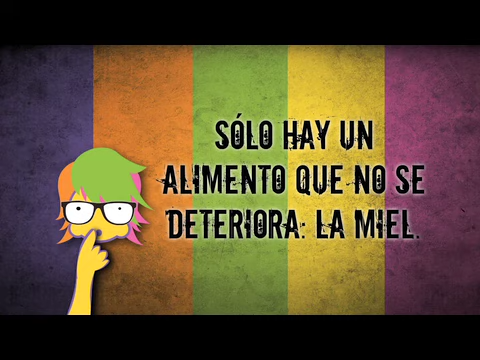 SÓLO HAY UN
ALIMENTO QUE NO SE
DETERIORA: LA MIEL.